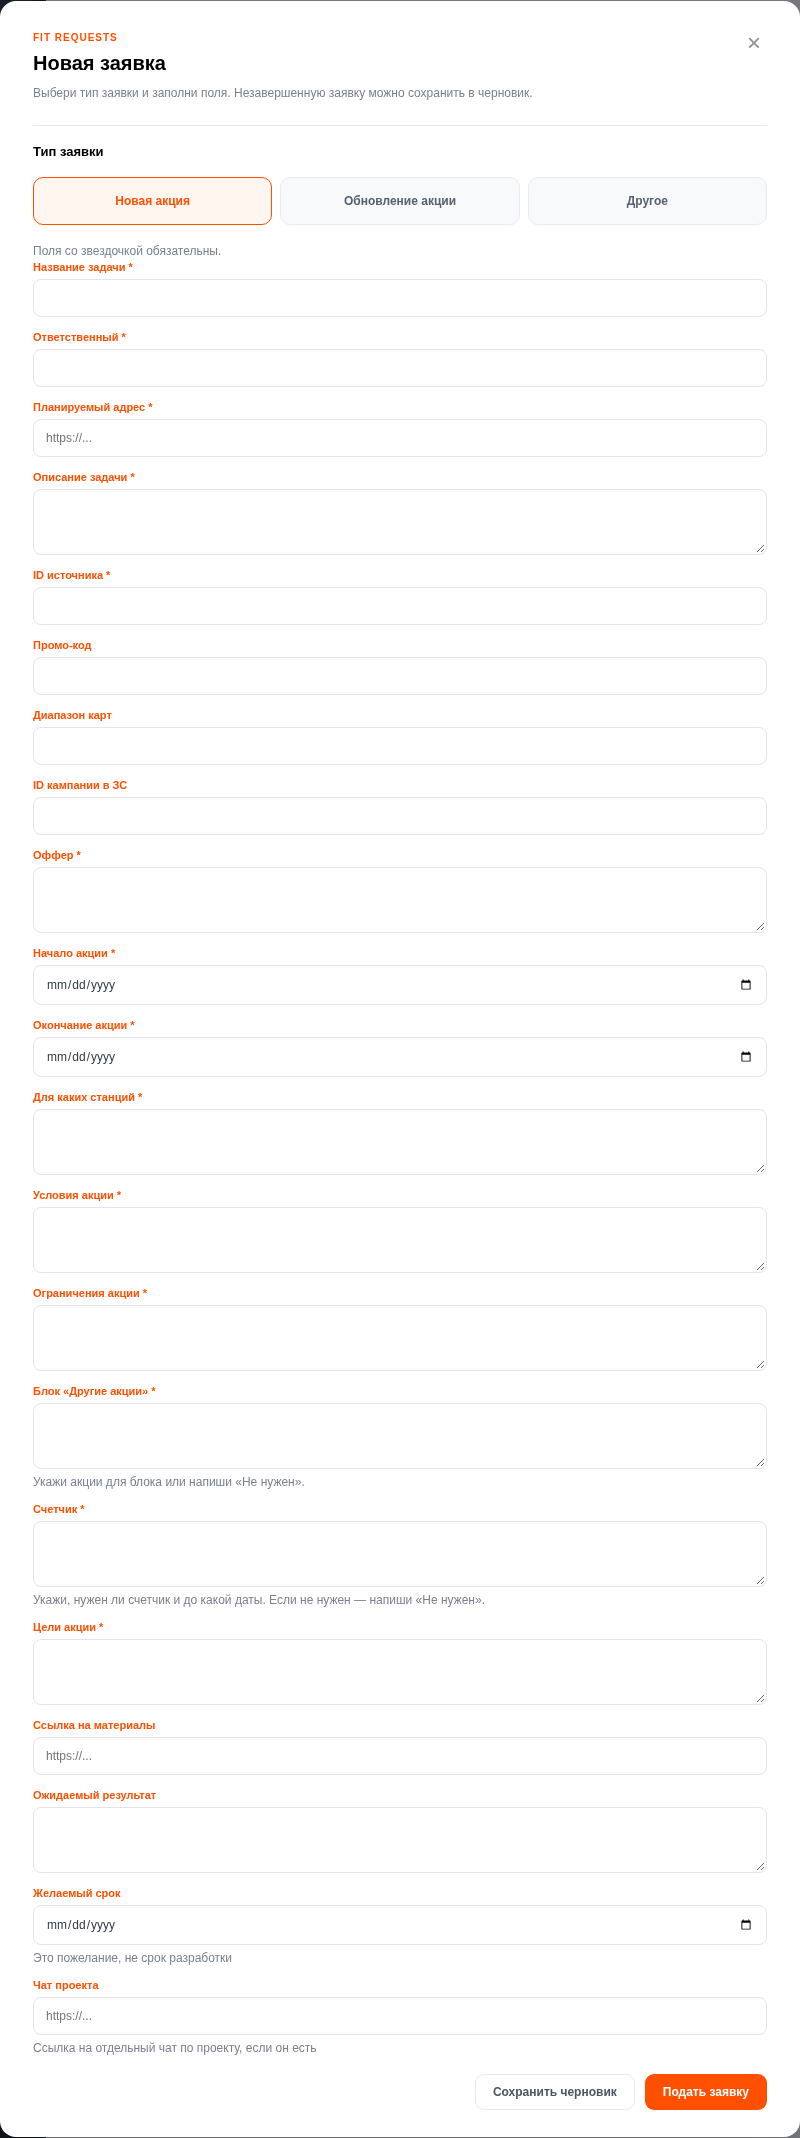 FIT REQUESTS
Новая заявка
Выбери тип заявки и заполни поля. Незавершенную заявку можно сохранить в черновик.
Тип заявки
Новая акция
Обновление акции
Другое
Поля со звездочкой обязательны.
Название задачи *
Ответственный *
Планируемый адрес *
https://...
Описание задачи *
ID источника *
Промо-код
Диапазон карт
ID кампании в ЗС
Оффер *
Начало акции *
mm/dd/yyyy
Окончание акции *
mm/dd/yyyy
Для каких станций *
Условия акции *
Ограничения акции *
Блок «Другие акции» *
Укажи акции для блока или напиши «Не нужен».
Счетчик *
Укажи, нужен ли счетчик и до какой даты. Если не нужен — напиши «Не нужен».
Цели акции *
Ссылка на материалы
https://...
Ожидаемый результат
Желаемый срок
mm/dd/yyyy
Это пожелание, не срок разработки
Чат проекта
https://...
Ссылка на отдельный чат по проекту, если он есть
Сохранить черновик
Подать заявку